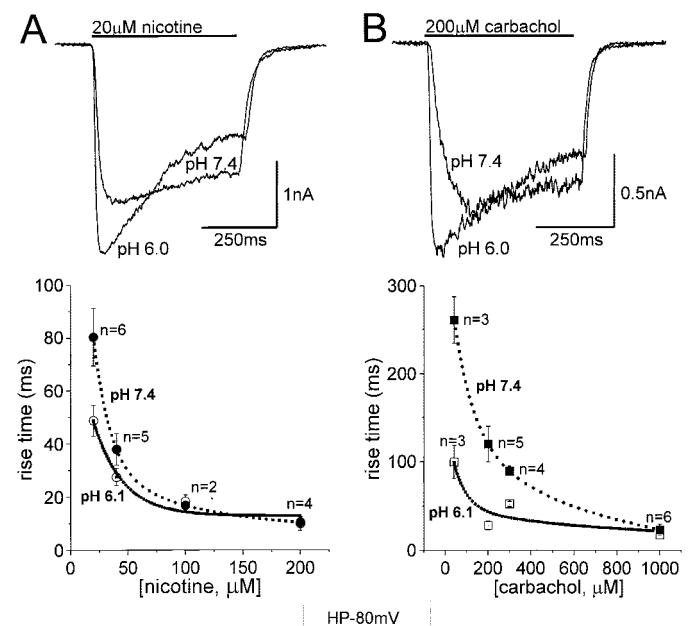 A
20µM nicotine
pH 7.4
pH 6.0
1nA
250ms
B
200µM carbachol
pH 7.4
pH 6.0
0.5nA
250ms
100
80
60
40
20
0
rise time (ms)
n=6
pH 7.4
n=5
n=2
n=4
pH 6.1
0
50
100
150
200
[nicotine, µM]
300
200
100
0
rise time (ms)
n=3
pH 7.4
n=3
n=5
n=4
n=6
pH 6.1
0
200
400
600
800
1000
[carbachol, µM]
HP-80mV